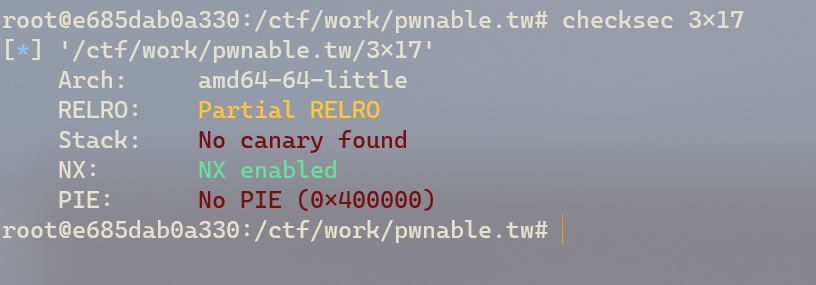 root@e685dab0a330:/ctf/work/pwnable.tw# checksec 3×17
[*] '/ctf/work/pwnable.tw/3×17'
    Arch:     amd64-64-little
    RELRO:    Partial RELRO
    Stack:    No canary found
    NX:       NX enabled
    PIE:      No PIE (0×400000)
root@e685dab0a330:/ctf/work/pwnable.tw#